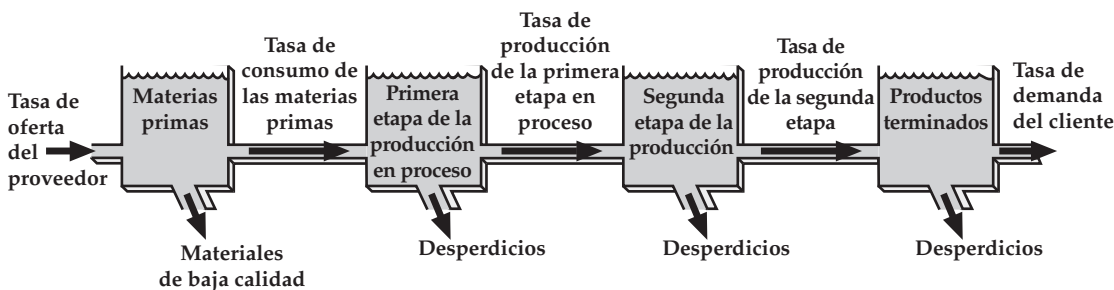 Tasa de
oferta
del
proveedor
Materias
primas
Materiales
de baja calidad
Tasa de
consumo de
las materias
primas
Primera
etapa de la
producción
en proceso
Desperdicios
Tasa de
producción
de la primera
etapa en
proceso
Segunda
etapa de la
producción
Desperdicios
Tasa de
producción
de la segunda
etapa
Productos
terminados
Desperdicios
Tasa de
demanda
del cliente